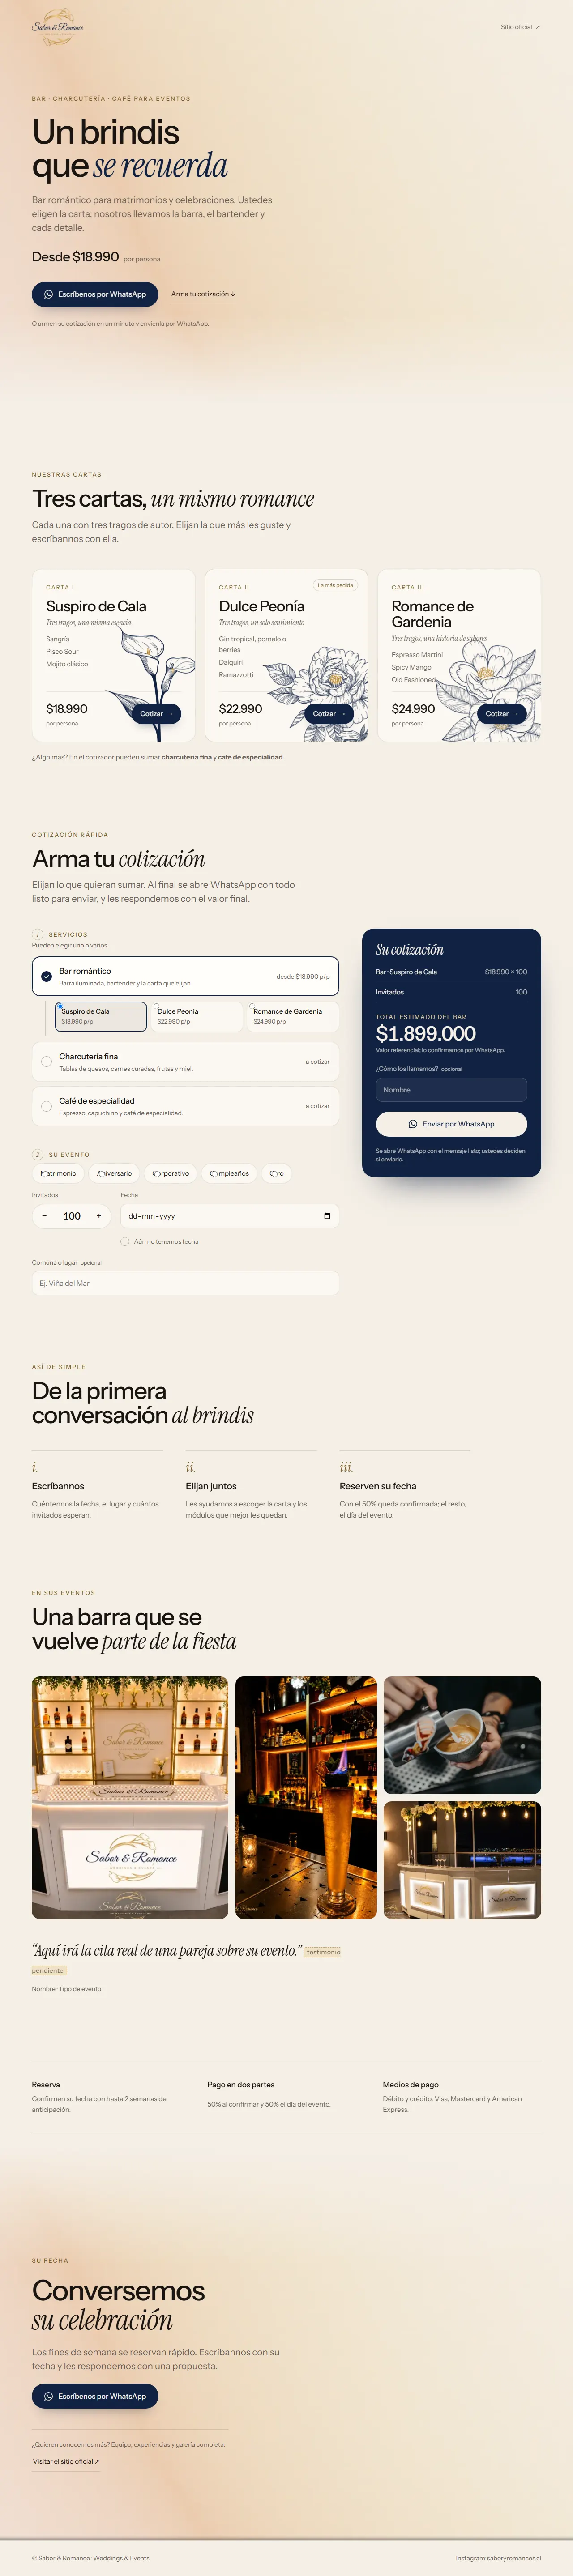 Sabor & Romance
Sitio oficial ↗
BAR · CHARCUTERÍA · CAFÉ PARA EVENTOS
Un brindis
que se recuerda
Bar romántico para matrimonios y celebraciones. Ustedes
eligen la carta; nosotros llevamos la barra, el bartender y
cada detalle.
Desde $18.990 por persona
Escríbenos por WhatsApp
Arma tu cotización ↓
O armen su cotización en un minuto y envíenla por WhatsApp.
NUESTRAS CARTAS
Tres cartas, un mismo romance
Cada una con tres tragos de autor. Elijan la que más les guste y
escríbannos con ella.
CARTA I
Suspiro de Cala
Tres tragos, una misma esencia
Sangría
Pisco Sour
Mojito clásico
$18.990
por persona
Cotizar →
CARTA II
La más pedida
Dulce Peonía
Tres tragos, un solo sentimiento
Gin tropical, pomelo o
berries
Daiquiri
Ramazzotti
$22.990
por persona
Cotizar →
CARTA III
Romance de
Gardenia
Tres tragos, una historia de sabores
Espresso Martini
Spicy Mango
Old Fashioned
$24.990
por persona
Cotizar →
¿Algo más? En el cotizador pueden sumar charcutería fina y café de especialidad.
COTIZACIÓN RÁPIDA
Arma tu cotización
Elijan lo que quieran sumar. Al final se abre WhatsApp con todo
listo para enviar, y les respondemos con el valor final.
1 SERVICIOS
Pueden elegir uno o varios.
Bar romántico
Barra iluminada, bartender y la carta que elijan.
desde $18.990 p/p
Suspiro de Cala
$18.990 p/p
Dulce Peonía
$22.990 p/p
Romance de Gardenia
$24.990 p/p
Charcutería fina
Tablas de quesos, carnes curadas, frutas y miel.
a cotizar
Café de especialidad
Espresso, capuchino y café de especialidad.
a cotizar
2 SU EVENTO
Matrimonio
Aniversario
Corporativo
Cumpleaños
Otro
Invitados
Fecha
− 100 +
dd-mm-yyyy
Aún no tenemos fecha
Comuna o lugar opcional
Ej. Viña del Mar
Su cotización
Bar · Suspiro de Cala $18.990 × 100
Invitados 100
TOTAL ESTIMADO DEL BAR
$1.899.000
Valor referencial; lo confirmamos por WhatsApp.
¿Cómo los llamamos? opcional
Nombre
Enviar por WhatsApp
Se abre WhatsApp con el mensaje listo; ustedes deciden
si enviarlo.
ASÍ DE SIMPLE
De la primera
conversación al brindis
i.
Escríbannos
Cuéntennos la fecha, el lugar y cuántos
invitados esperan.
ii.
Elijan juntos
Les ayudamos a escoger la carta y los
módulos que mejor les quedan.
iii.
Reserven su fecha
Con el 50% queda confirmada; el resto,
el día del evento.
EN SUS EVENTOS
Una barra que se
vuelve parte de la fiesta
Sabor & Romance
Sabor & Romance
“Aquí irá la cita real de una pareja sobre su evento.” testimonio
pendiente
Nombre · Tipo de evento
Reserva
Confirmen su fecha con hasta 2 semanas de
anticipación.
Pago en dos partes
50% al confirmar y 50% el día del evento.
Medios de pago
Débito y crédito: Visa, Mastercard y American
Express.
SU FECHA
Conversemos
su celebración
Los fines de semana se reservan rápido. Escríbannos con su
fecha y les respondemos con una propuesta.
Escríbenos por WhatsApp
¿Quieren conocernos más? Equipo, experiencias y galería completa:
Visitar el sitio oficial ↗
© Sabor & Romance · Weddings & Events
Instagram · saboryromances.cl